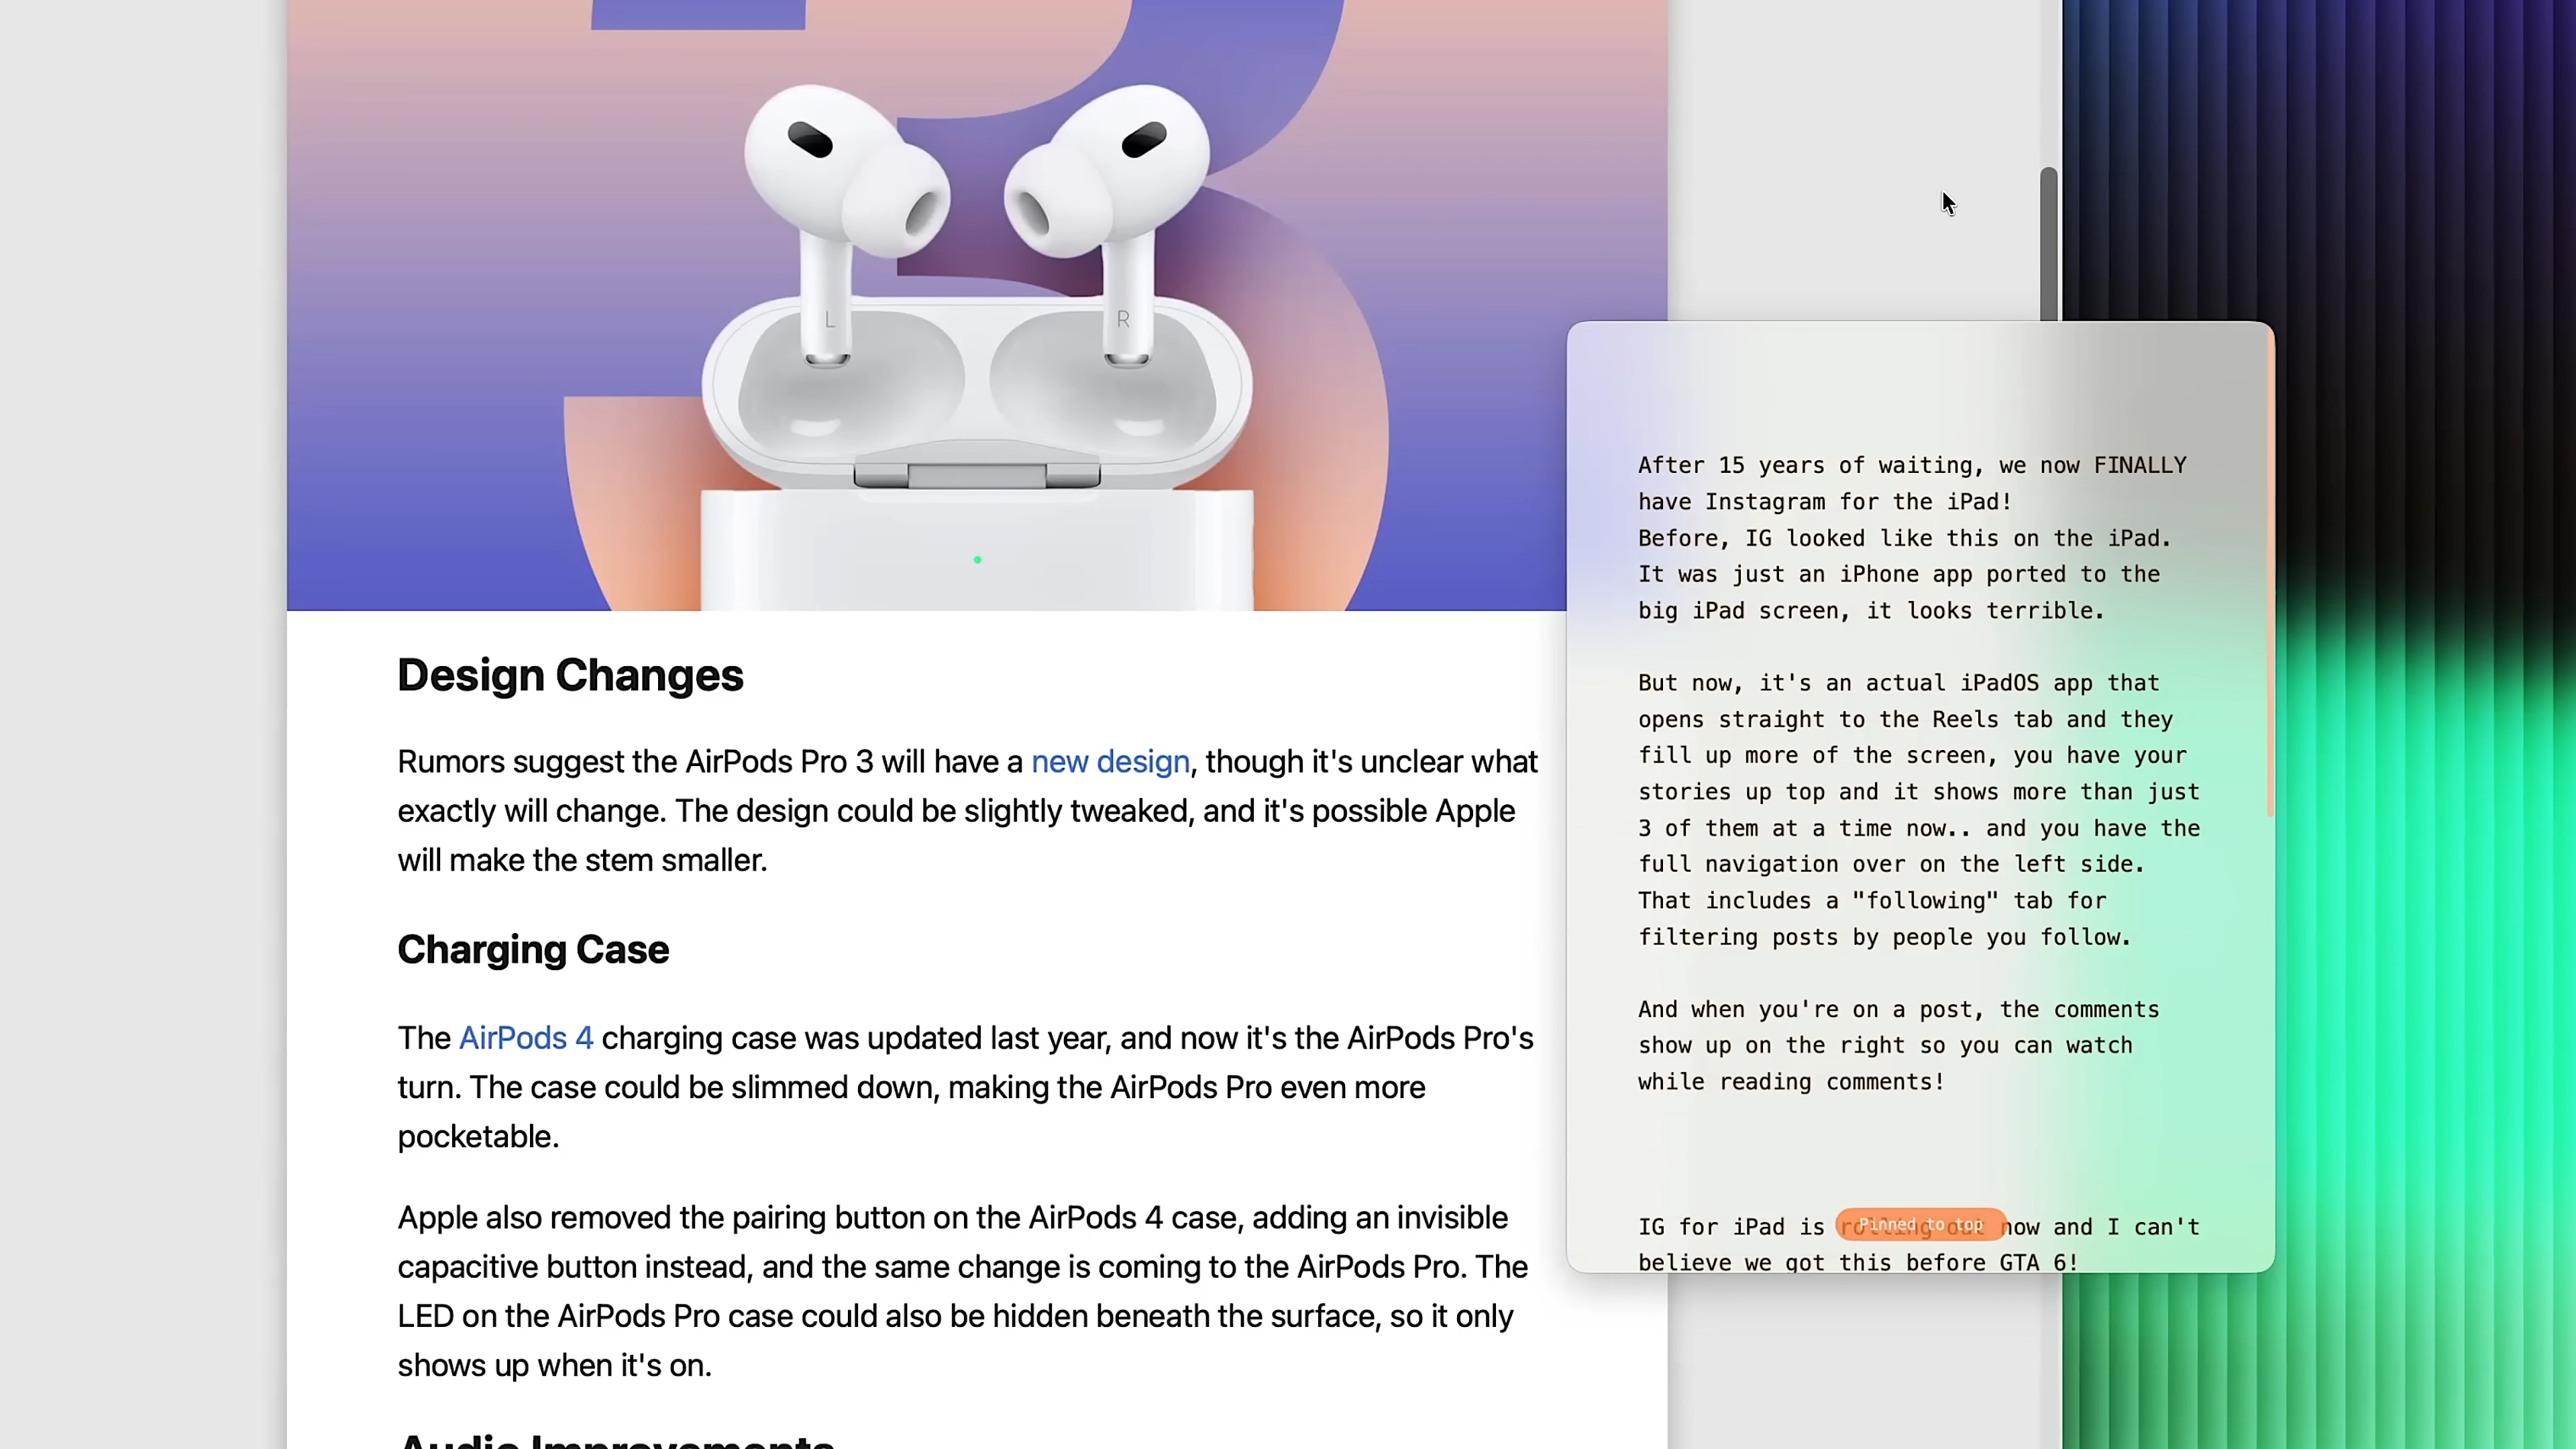 L
R
Design Changes
Rumors suggest the AirPods Pro 3 will have a new design, though it's unclear what
exactly will change. The design could be slightly tweaked, and it's possible Apple
will make the stem smaller.
Charging Case
The AirPods 4 charging case was updated last year, and now it's the AirPods Pro's
turn. The case could be slimmed down, making the AirPods Pro even more
pocketable.
Apple also removed the pairing button on the AirPods 4 case, adding an invisible
capacitive button instead, and the same change is coming to the AirPods Pro. The
LED on the AirPods Pro case could also be hidden beneath the surface, so it only
shows up when it's on.
Audio Improvements
After 15 years of waiting, we now FINALLY
have Instagram for the iPad!
Before, IG looked like this on the iPad.
It was just an iPhone app ported to the
big iPad screen, it looks terrible.
But now, it's an actual iPadOS app that
opens straight to the Reels tab and they
fill up more of the screen, you have your
stories up top and it shows more than just
3 of them at a time now.. and you have the
full navigation over on the left side.
That includes a "following" tab for
filtering posts by people you follow.
And when you're on a post, the comments
show up on the right so you can watch
while reading comments!
IG for iPad is rolling out now and I can't
Pinned to top
believe we got this before GTA 6!